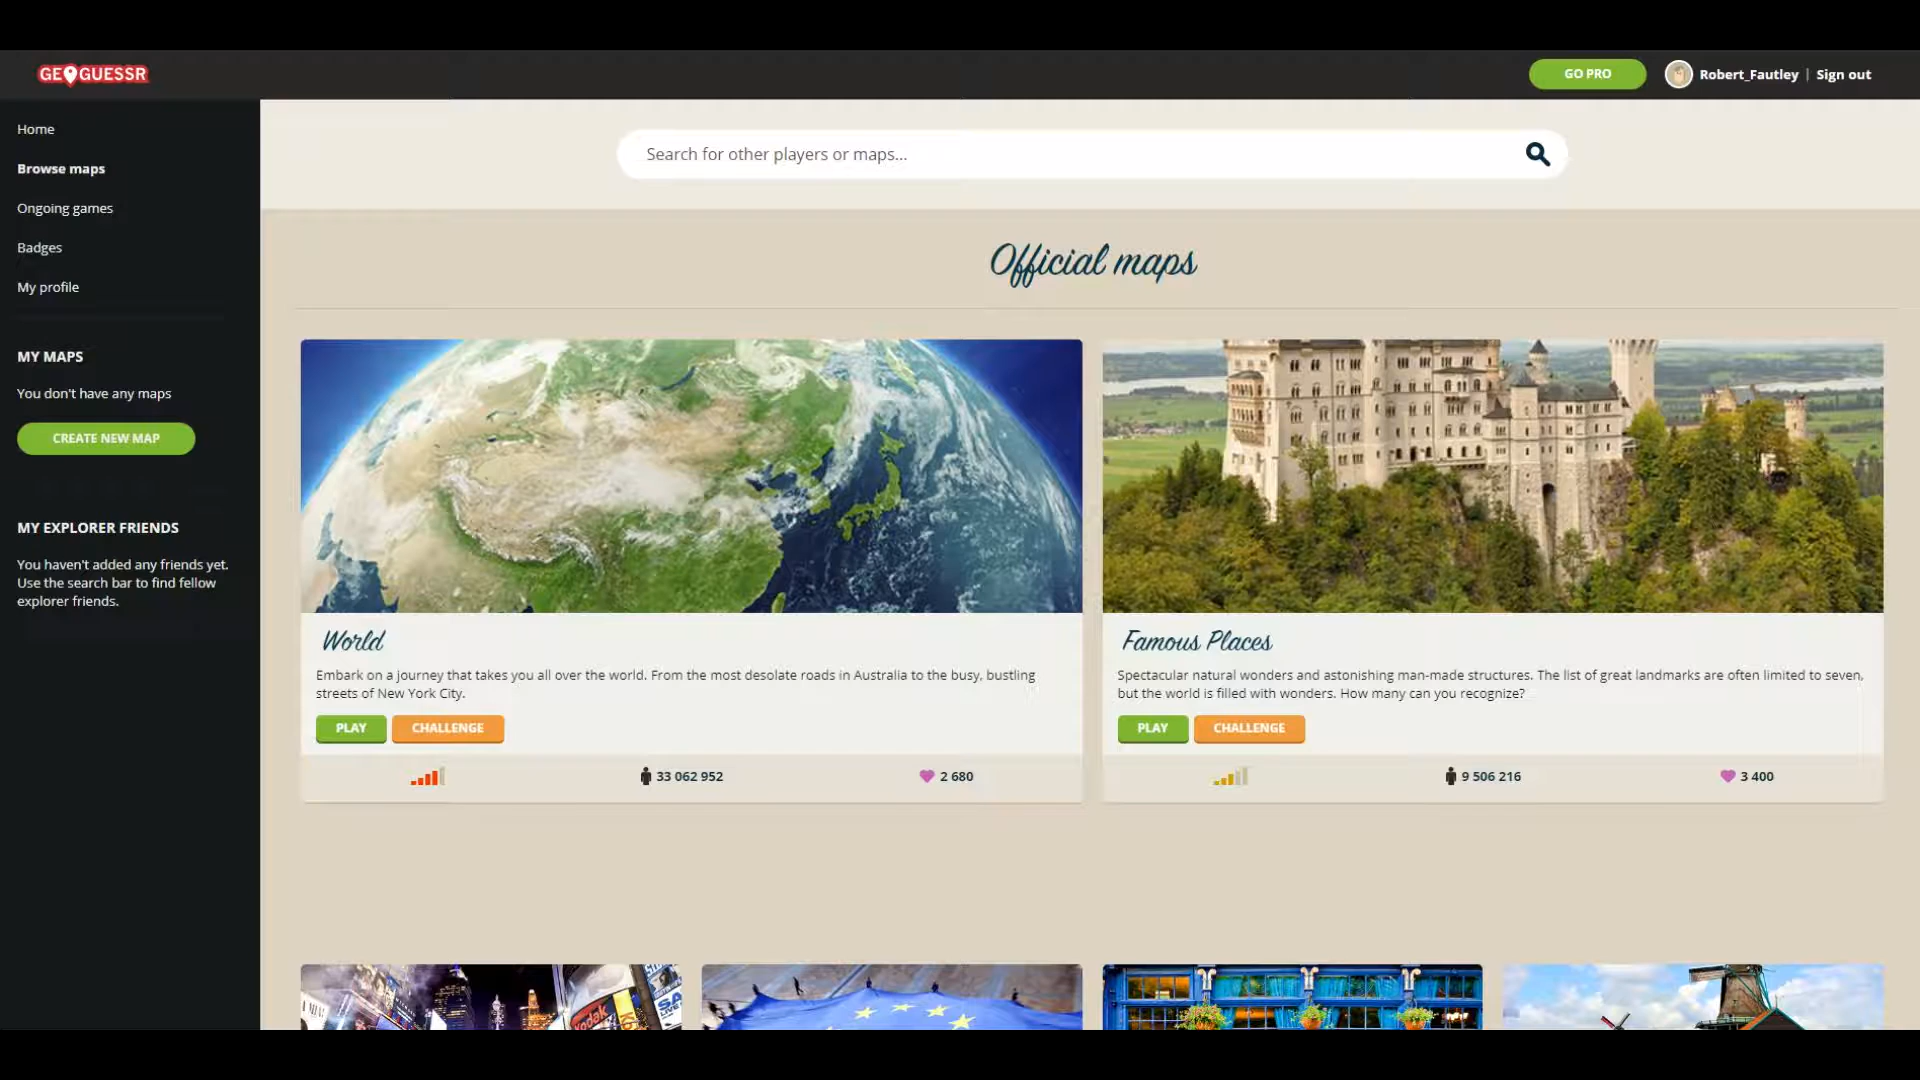 GEOGUESSR
GO PRO
Robert_Fautley | Sign out
Home
Browse maps
Ongoing games
Badges
My profile
MY MAPS
You don't have any maps
CREATE NEW MAP
MY EXPLORER FRIENDS
You haven't added any friends yet.
Use the search bar to find fellow
explorer friends.
Search for other players or maps...
Official maps
World
Embark on a journey that takes you all over the world. From the most desolate roads in Australia to the busy, bustling
streets of New York City.
PLAY CHALLENGE
33 062 952
2 680
Famous Places
Spectacular natural wonders and astonishing man-made structures. The list of great landmarks are often limited to seven,
but the world is filled with wonders. How many can you recognize?
PLAY CHALLENGE
9 506 216
3 400
Kodak